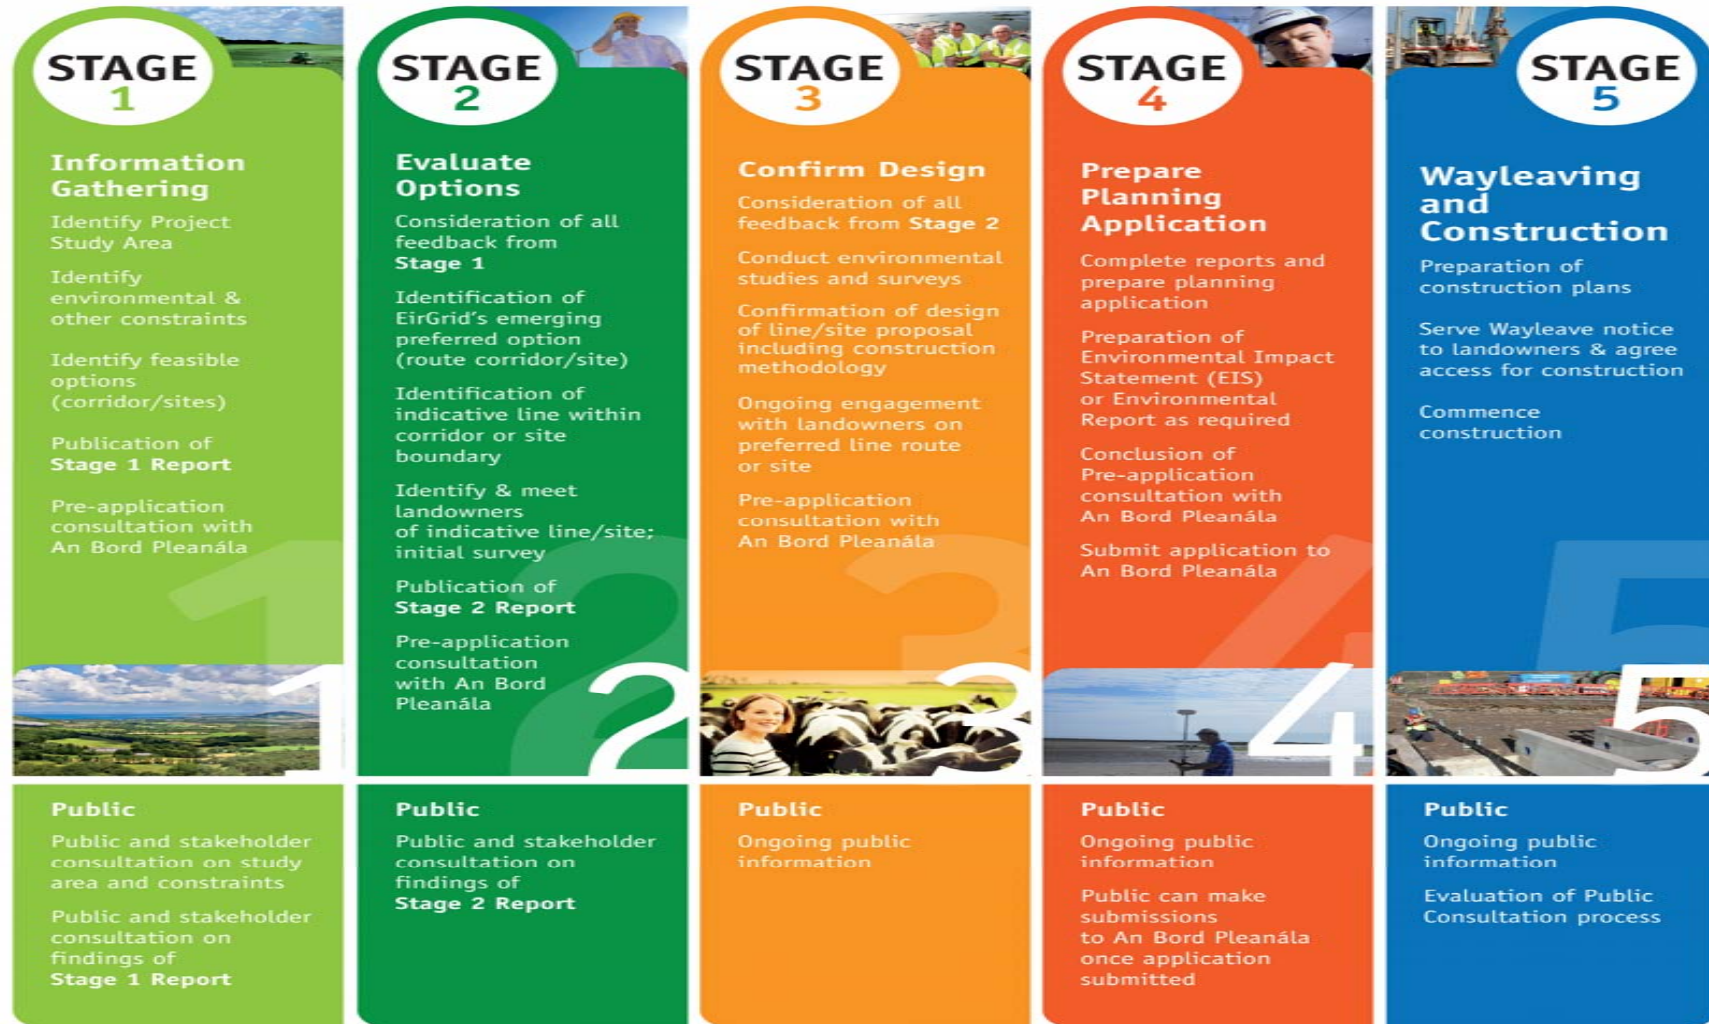 STAGE
1
Information
Gathering
Identify Project
Study Area
Identify
environmental &
other constraints
Identify feasible
options
(corridor/sites)
Publication of
Stage 1 Report
Pre-application
consultation with
An Bord Pleanála
1
1
Public
Public and stakeholder
consultation on study
area and constraints
Public and stakeholder
consultation on
findings of
Stage 1 Report
STAGE
2
Evaluate
Options
Consideration of all
feedback from
Stage 1
Identification of
EirGrid's emerging
preferred option
(route corridor/site)
Identification of
indicative line within
corridor or site
boundary
Identify & meet
landowners
of indicative line/site;
initial survey
Publication of
Stage 2 Report
Pre-application
consultation
with An Bord
Pleanála
2
2
Public
Public and stakeholder
consultation on
findings of
Stage 2 Report
STAGE
3
Confirm Design
Consideration of all
feedback from Stage 2
Conduct environmental
studies and surveys
Confirmation of design
of line/site proposal
including construction
methodology
Ongoing engagement
with landowners on
preferred line route
or site
Pre-application
consultation with
An Bord Pleanála
3
3
Public
Ongoing public
information
STAGE
4
Prepare
Planning
Application
Complete reports and
prepare planning
application
Preparation of
Environmental Impact
Statement (EIS)
or Environmental
Report as required
Conclusion of
Pre-application
consultation with
An Bord Pleanála
Submit application to
An Bord Pleanála
4
4
Public
Ongoing public
information
Public can make
submissions
to An Bord Pleanála
once application
submitted
STAGE
5
Wayleaving
and
Construction
Preparation of
construction plans
Serve Wayleave notice
to landowners & agree
access for construction
Commence
construction
5
5
Public
Ongoing public
information
Evaluation of Public
Consultation process